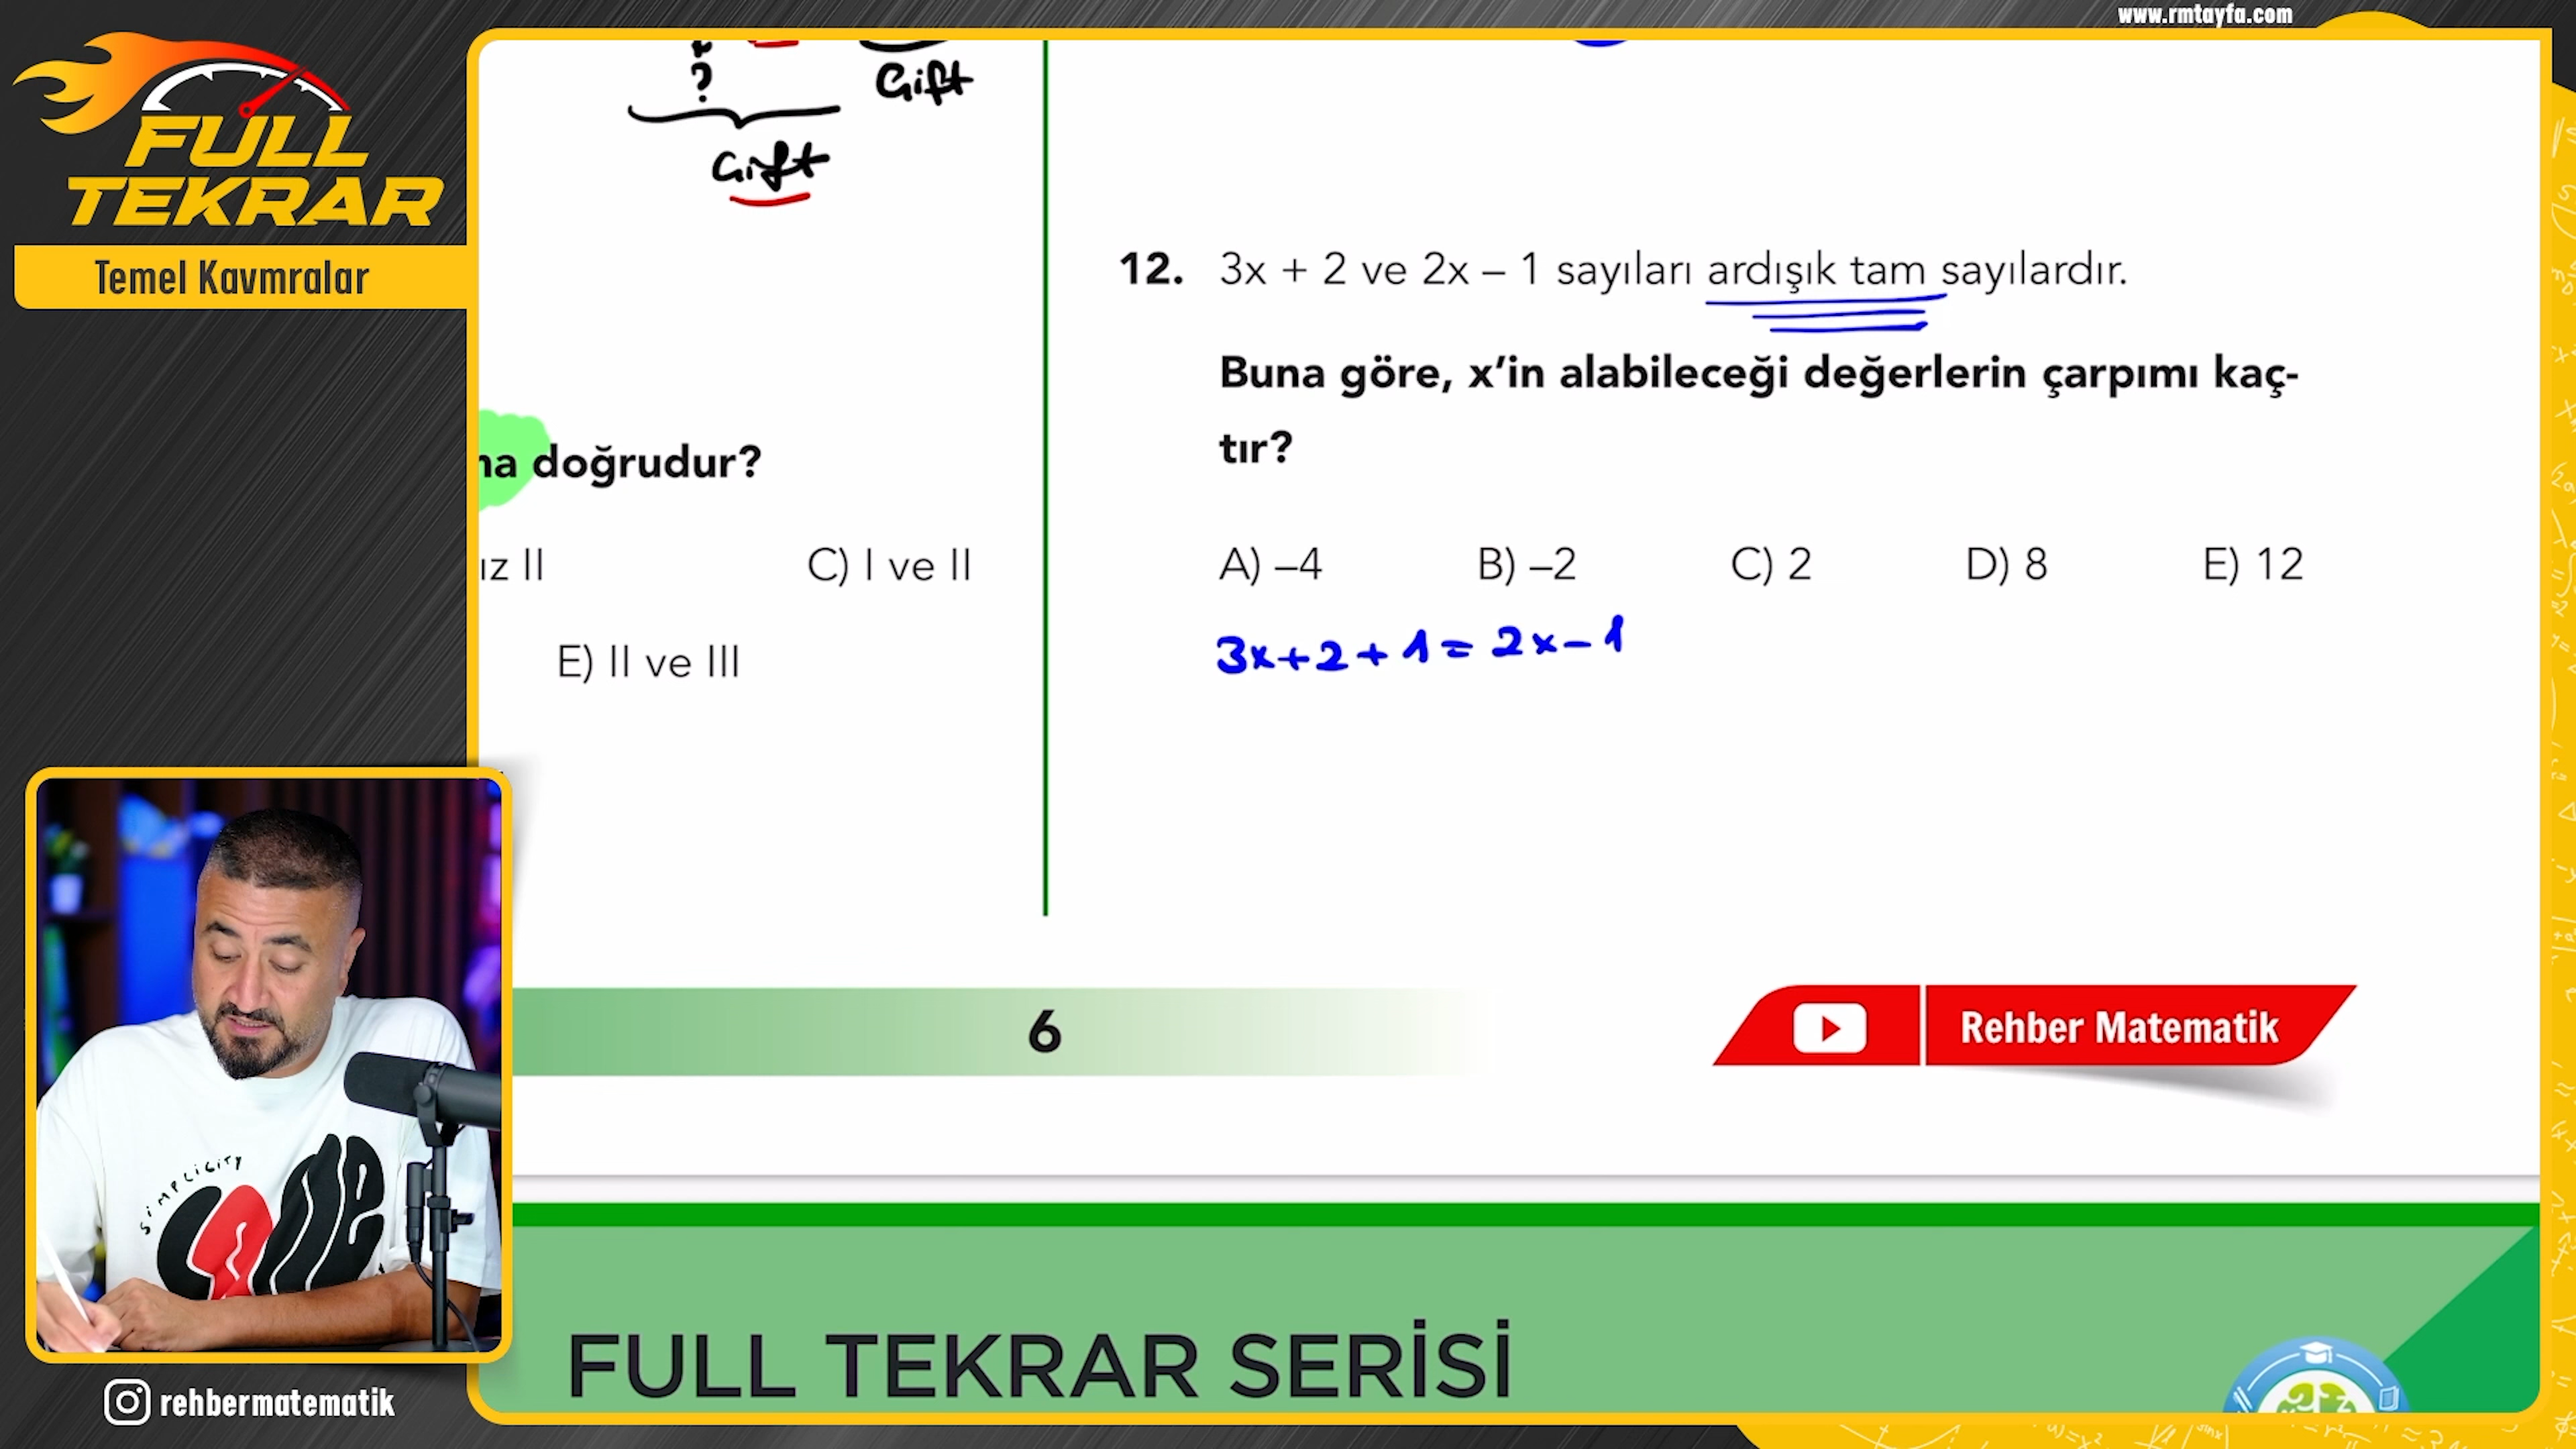 www.rmtayfa.com
FULL
TEKRAR
Temel Kavmralar
?
Çift
Çift
na doğrudur?
ız II
C) I ve II
E) II ve III
12. 3x + 2 ve 2x – 1 sayıları ardışık tam sayılardır.
Buna göre, x’in alabileceği değerlerin çarpımı kaç-
tır?
A) –4 B) –2 C) 2 D) 8 E) 12
3x+2+1=2x-1
6
Rehber Matematik
SiMPLiCiTY
FULL TEKRAR SERİSİ
rehbermatematik